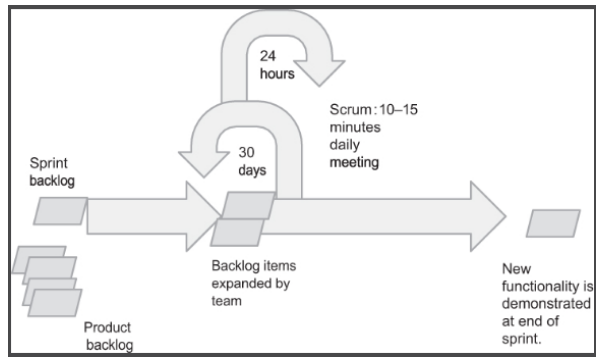 24
hours
Scrum: 10–15
minutes
daily
meeting
30
days
Sprint
backlog
Backlog items
expanded by
team
New
functionality is
demonstrated
at end of
sprint.
Product
backlog